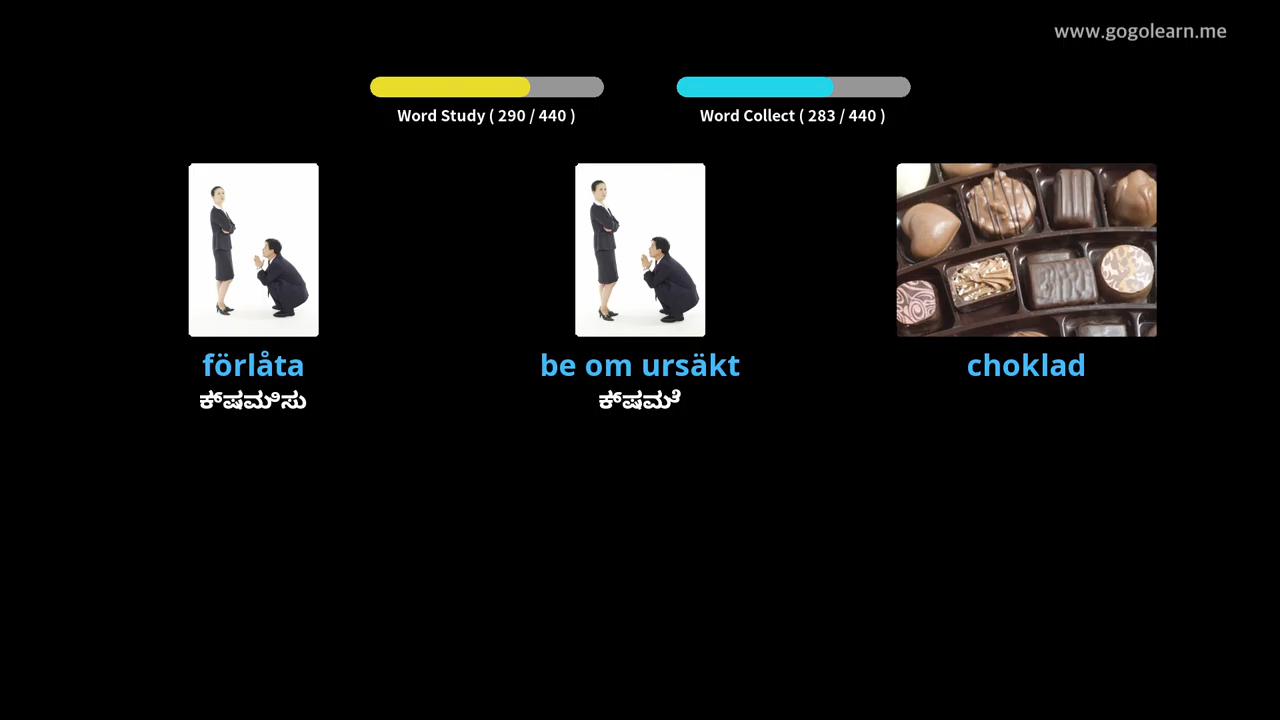 www.gogolearn.me
Word Study ( 290 / 440 )
Word Collect ( 283 / 440 )
förlåta
be om ursäkt
choklad
ಕ್ಷಮಿಸು
ಕ್ಷಮೆ